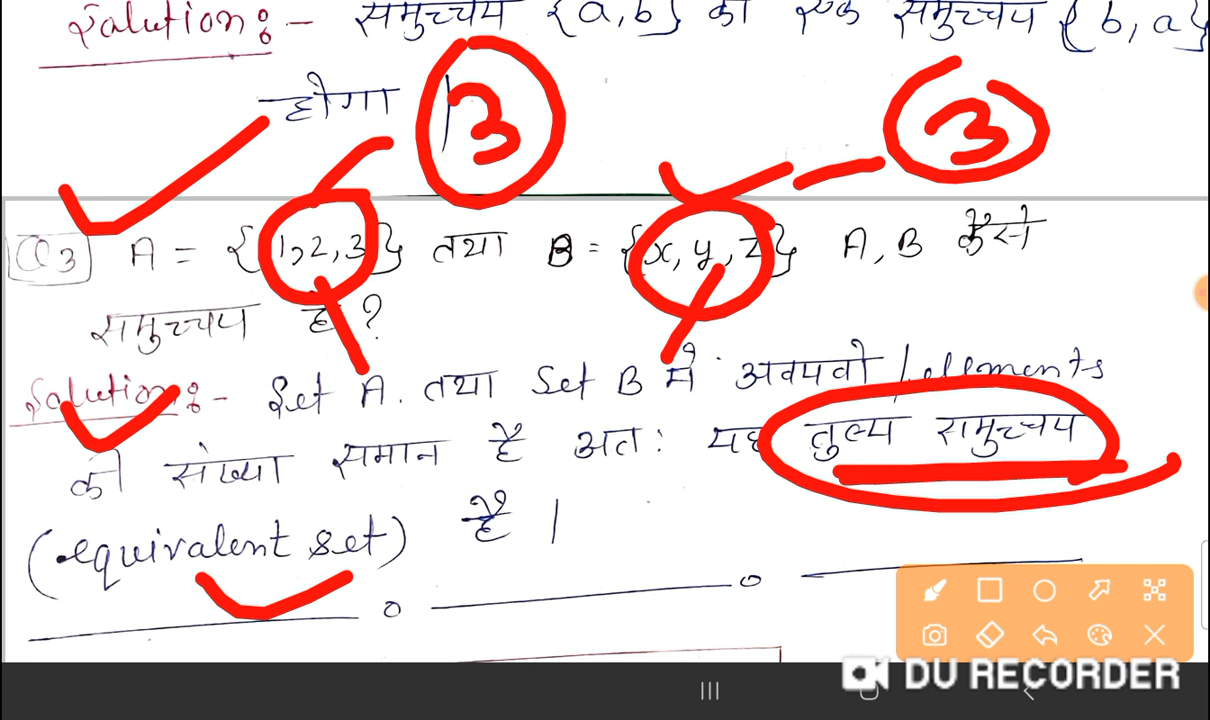 Solution:- समुच्चय {a,b} का एक समुच्चय {b, a}
होगा |
3
3
Q3 A = {1,2,3} तथा B = {x, y, z} A, B कैसे
समुच्चय है ?
Solution:- Set A. तथा Set B मे अवयवो / elements
की संख्या समान है अतः यह तुल्य समुच्चय
(equivalent set) है |
DU RECORDER